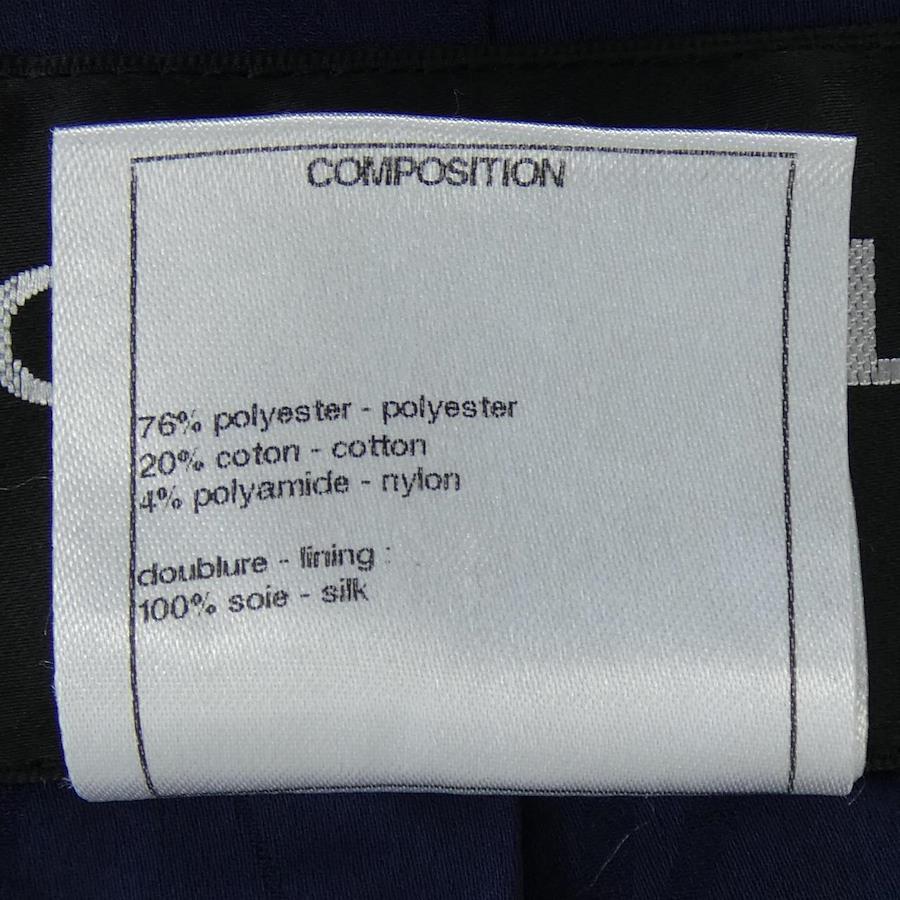 COMPOSITION
76% polyester - polyester
20% coton - cotton
4% polyamide - nylon
doublure - lining :
100% soie - silk